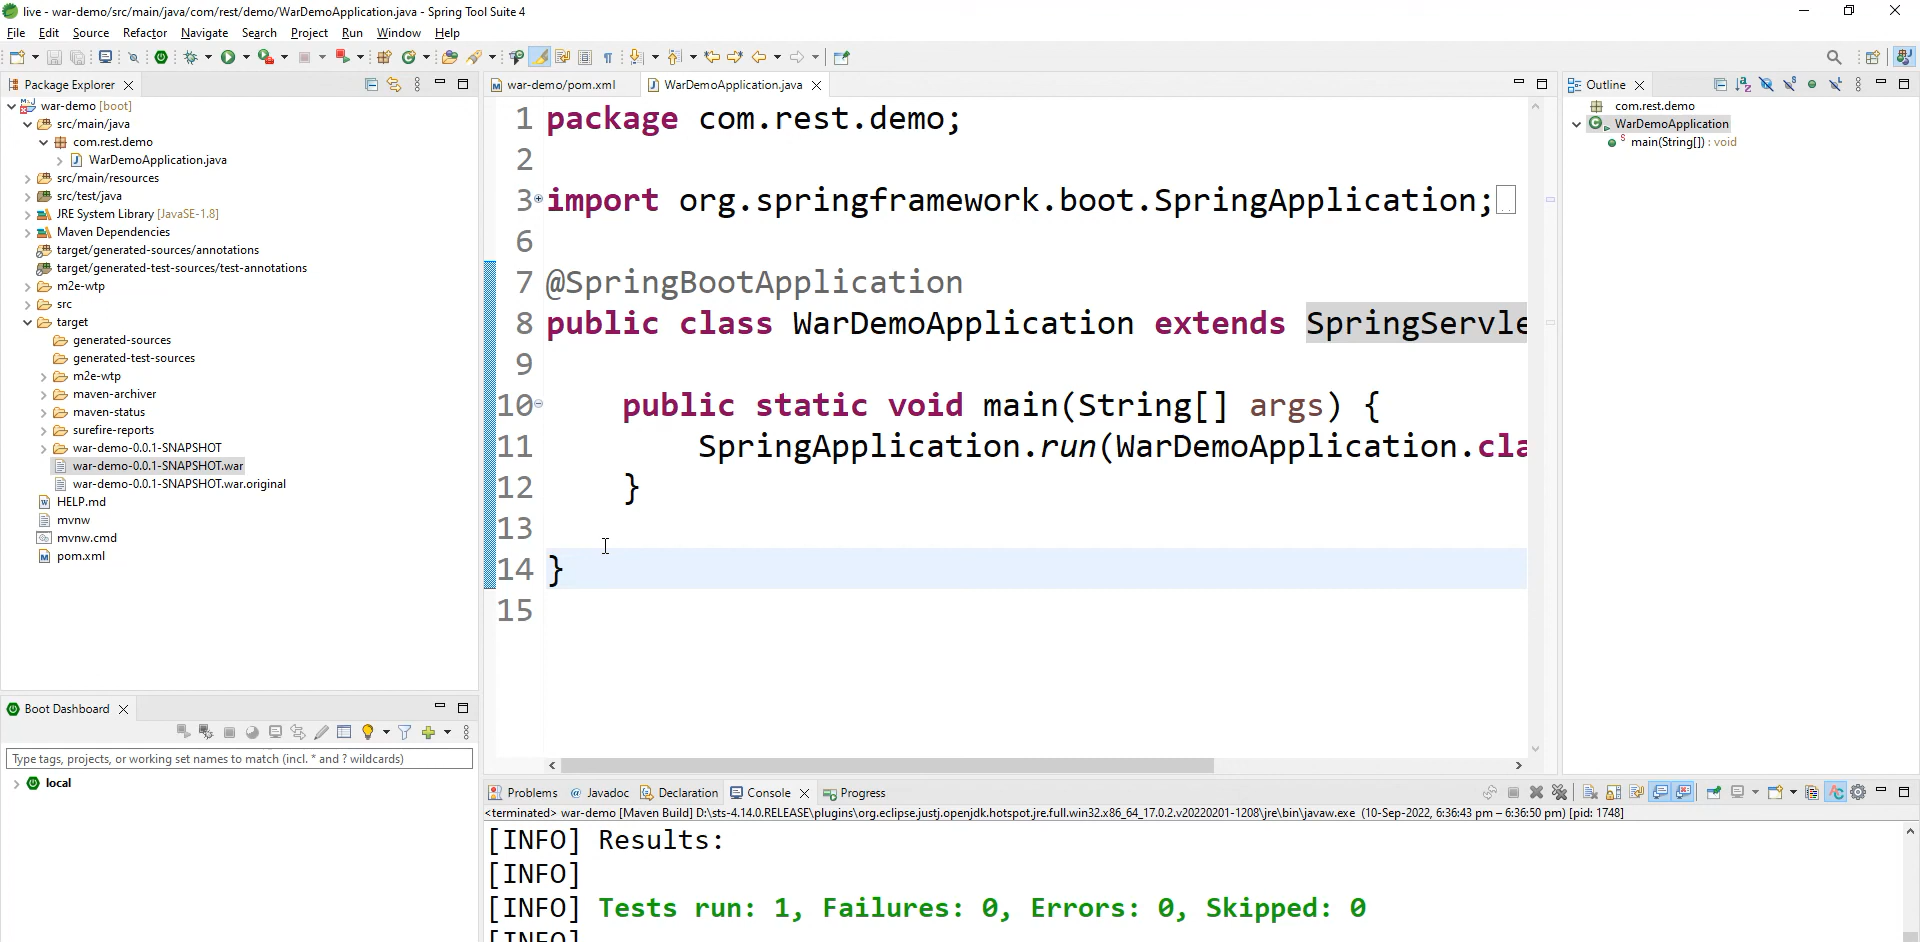 live - war-demo/src/main/java/com/rest/demo/WarDemoApplication.java - Spring Tool Suite 4
File Edit Source Refactor Navigate Search Project Run Window Help
Package Explorer
war-demo [boot]
src/main/java
com.rest.demo
WarDemoApplication.java
src/main/resources
src/test/java
JRE System Library [JavaSE-1.8]
Maven Dependencies
target/generated-sources/annotations
target/generated-test-sources/test-annotations
m2e-wtp
src
target
generated-sources
generated-test-sources
m2e-wtp
maven-archiver
maven-status
surefire-reports
war-demo-0.0.1-SNAPSHOT
war-demo-0.0.1-SNAPSHOT.war
war-demo-0.0.1-SNAPSHOT.war.original
HELP.md
mvnw
mvnw.cmd
pom.xml
Boot Dashboard
Type tags, projects, or working set names to match (incl. * and ? wildcards)
local
war-demo/pom.xml WarDemoApplication.java
1 package com.rest.demo;
2
3 import org.springframework.boot.SpringApplication;
6
7 @SpringBootApplication
8 public class WarDemoApplication extends SpringServle
9
10 public static void main(String[] args) {
11 SpringApplication.run(WarDemoApplication.cla
12 }
13
14 }
15
Outline
com.rest.demo
WarDemoApplication
main(String[]) : void
Problems @ Javadoc Declaration Console Progress
<terminated> war-demo [Maven Build] D:\sts-4.14.0.RELEASE\plugins\org.eclipse.justj.openjdk.hotspot.jre.full.win32.x86_64_17.0.2.v20220201-1208\jre\bin\javaw.exe (10-Sep-2022, 6:36:43 pm – 6:36:50 pm) [pid: 1748]
[INFO] Results:
[INFO]
[INFO] Tests run: 1, Failures: 0, Errors: 0, Skipped: 0
[INFO]